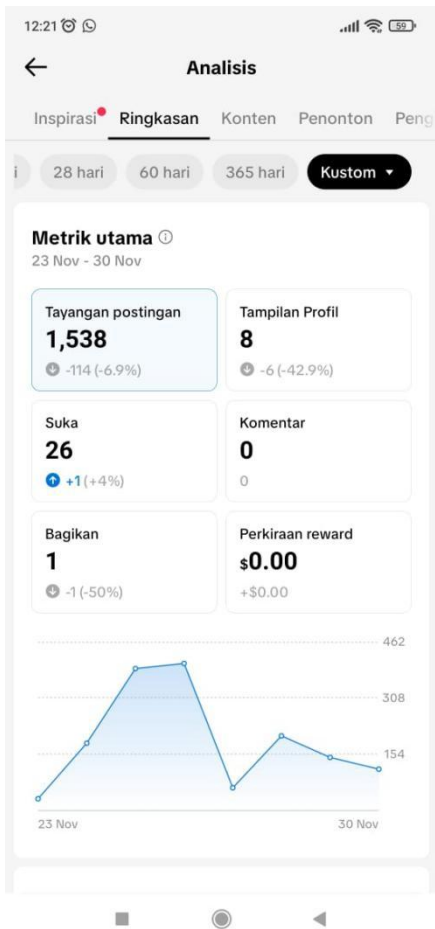 12:21
59
Analisis
Inspirasi Ringkasan Konten Penonton Peng
i 28 hari 60 hari 365 hari Kustom
Metrik utama
23 Nov - 30 Nov
Tayangan postingan
1,538
-114 (-6.9%)
Tampilan Profil
8
-6 (-42.9%)
Suka
26
+1 (+4%)
Komentar
0
0
Bagikan
1
-1 (-50%)
Perkiraan reward
$0.00
+$0.00
462
308
154
23 Nov 30 Nov